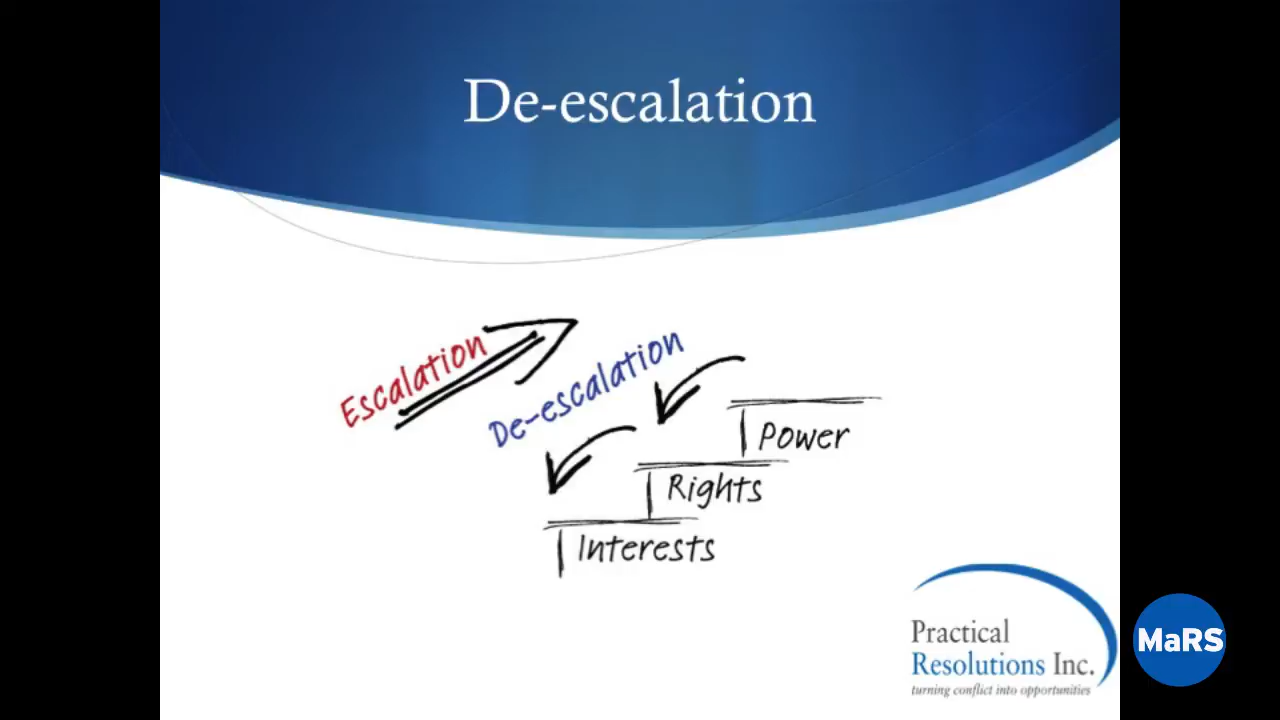 De-escalation
Escalation
De-escalation
Power
Rights
Interests
Practical
Resolutions Inc.
turning conflict into opportunities
MaRS